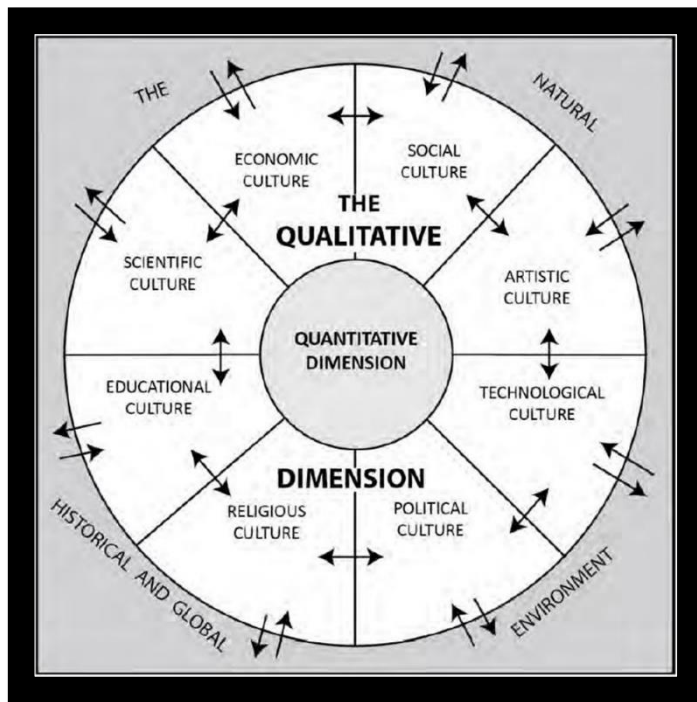 THE
NATURAL
ECONOMIC
CULTURE
SOCIAL
CULTURE
THE
QUALITATIVE
SCIENTIFIC
CULTURE
ARTISTIC
CULTURE
QUANTITATIVE
DIMENSION
EDUCATIONAL
CULTURE
TECHNOLOGICAL
CULTURE
DIMENSION
RELIGIOUS
CULTURE
POLITICAL
CULTURE
HISTORICAL AND GLOBAL
ENVIRONMENT